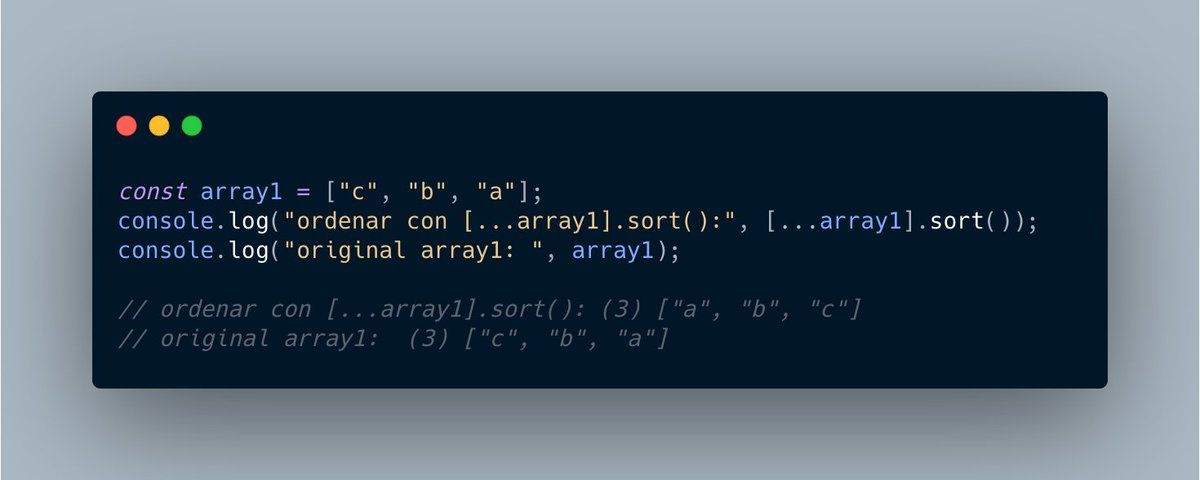 const array1 = ["c", "b", "a"];
console.log("ordenar con [...array1].sort():", [...array1].sort());
console.log("original array1: ", array1);
// ordenar con [...array1].sort(): (3) ["a", "b", "c"]
// original array1:  (3) ["c", "b", "a"]